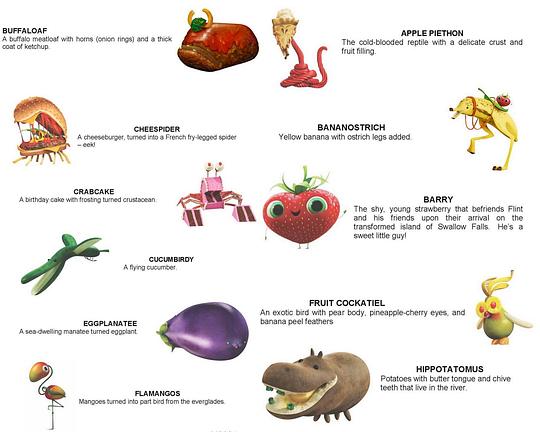 BUFFALOAF
A buffalo meatloaf with horns (onion rings) and a thick
coat of ketchup.
APPLE PIETHON
The cold-blooded reptile with a delicate crust and
fruit filling.
CHEESPIDER
A cheeseburger, turned into a French fry-legged spider
– eek!
BANANOSTRICH
Yellow banana with ostrich legs added.
CRABCAKE
A birthday cake with frosting turned crustacean.
BARRY
The shy, young strawberry that befriends Flint
and his friends upon their arrival on the
transformed island of Swallow Falls. He's a
sweet little guy!
CUCUMBIRDY
A flying cucumber.
FRUIT COCKATIEL
An exotic bird with pear body, pineapple-cherry eyes, and
banana peel feathers
EGGPLANATEE
A sea-dwelling manatee turned eggplant.
HIPPOTATOMUS
Potatoes with butter tongue and chive
teeth that live in the river.
FLAMANGOS
Mangoes turned into part bird from the everglades.